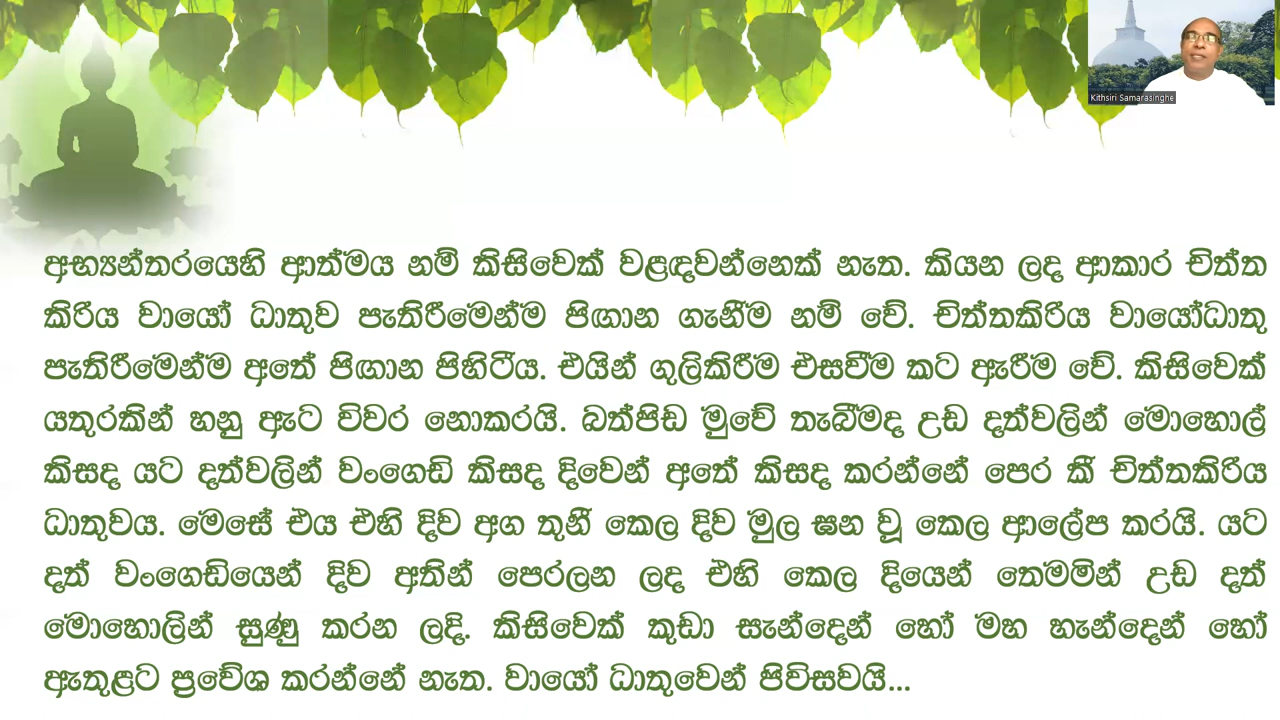 Kithsiri Samarasinghe
අභ්‍යන්තරයෙහි ආත්මය නම් කිසිවෙක් වළඳවන්නෙක් නැත. කියන ලද ආකාර චිත්ත
කිරිය වායෝ ධාතුව පැතිරීමෙන්ම පිඟාන ගැනීම නම් වේ. චිත්තකිරිය වායෝධාතු
පැතිරීමෙන්ම අතේ පිඟාන පිහිටීය. එයින් ගුලිකිරීම එසවීම කට ඇරීම වේ. කිසිවෙක්
යතුරකින් හනු ඇට විවර නොකරයි. බත්පිඩ මුවේ තැබීමද උඩ දත්වලින් මොහොල්
කිසද යට දත්වලින් වංගෙඩි කිසද දිවෙන් අතේ කිසද කරන්නේ පෙර කී චිත්තකිරිය
ධාතුවය. මෙසේ එය එහි දිව අග තුනී කෙල දිව මුල ඝන වූ කෙල ආලේප කරයි. යට
දත් වංගෙඩියෙන් දිව අතින් පෙරලන ලද එහි කෙල දියෙන් තෙමමින් උඩ දත්
මොහොලින් සුණු කරන ලදි. කිසිවෙක් කුඩා සැන්දෙන් හෝ මහ හැන්දෙන් හෝ
ඇතුළට ප්‍රවේශ කරන්නේ නැත. වායෝ ධාතුවෙන් පිවිසවයි...